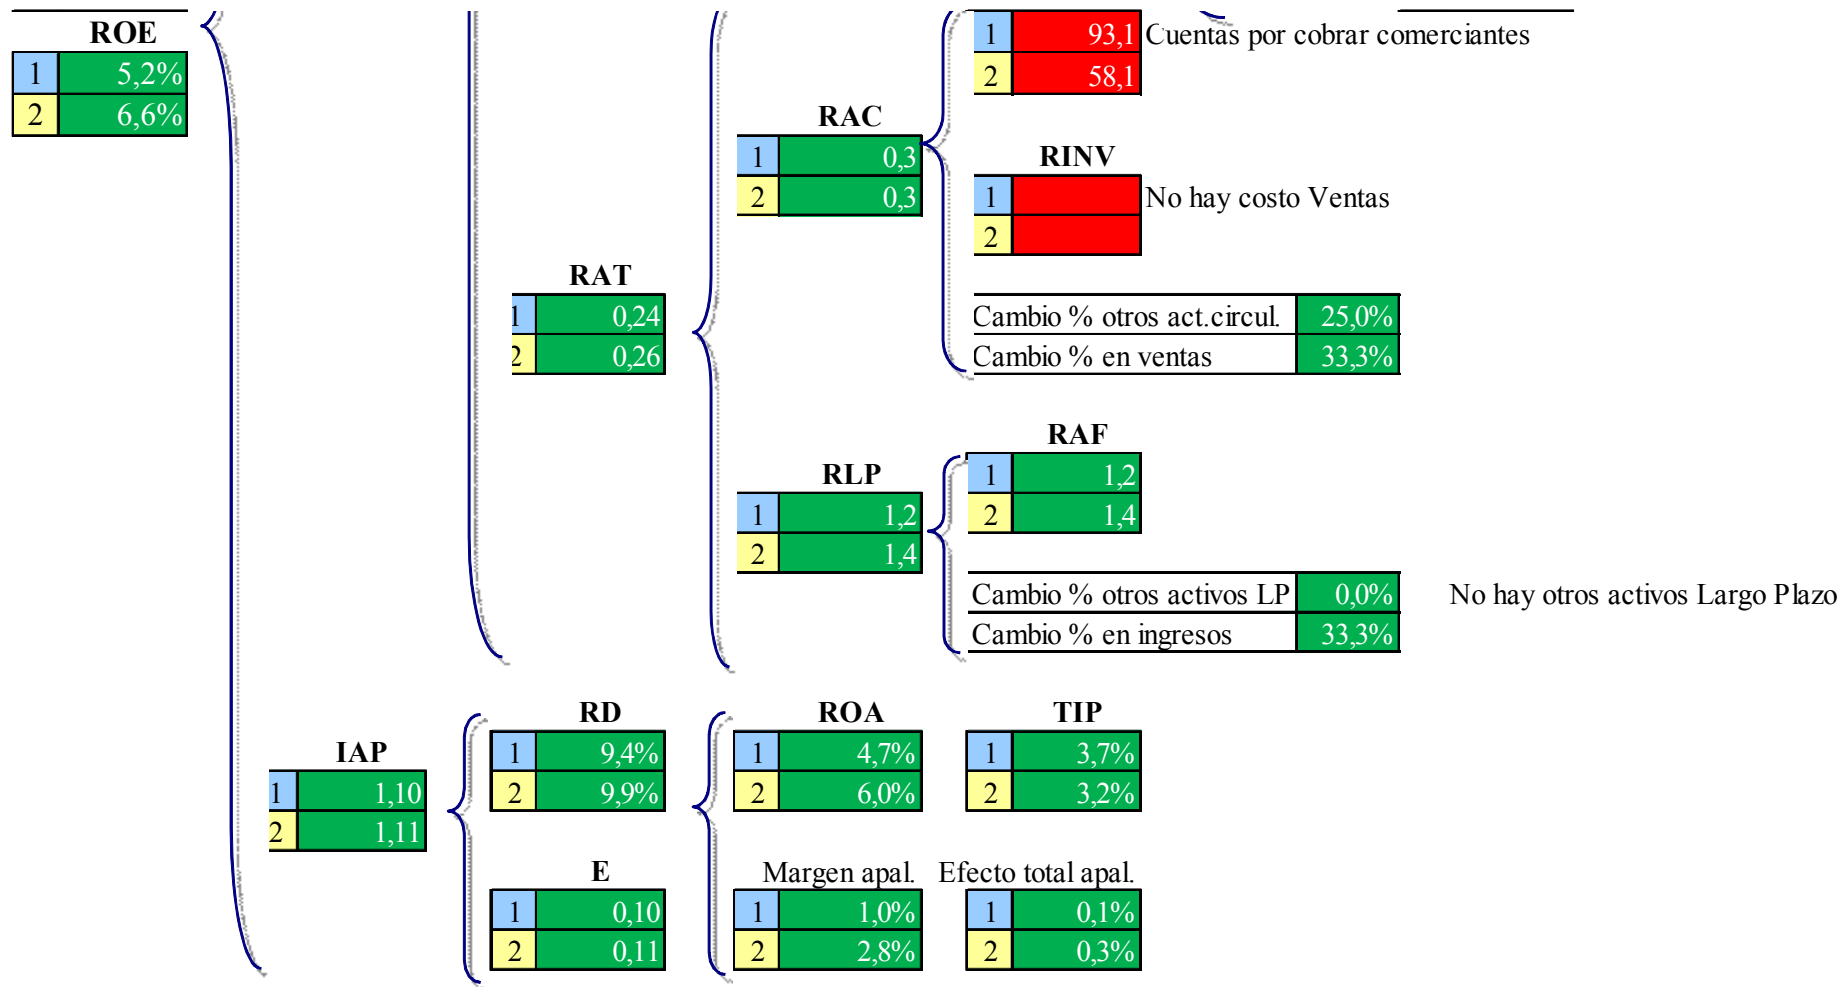 ROE
1 5,2%
2 6,6%
1 93,1 Cuentas por cobrar comerciantes
2 58,1
RAC
1 0,3
2 0,3
RINV
1 No hay costo Ventas
2
RAT
1 0,24
2 0,26
Cambio % otros act.circul. 25,0%
Cambio % en ventas 33,3%
RAF
1 1,2
2 1,4
RLP
1 1,2
2 1,4
Cambio % otros activos LP 0,0% No hay otros activos Largo Plazo
Cambio % en ingresos 33,3%
RD ROA TIP
1 9,4% 1 4,7% 1 3,7%
2 9,9% 2 6,0% 2 3,2%
IAP
1 1,10
2 1,11
E Margen apal. Efecto total apal.
1 0,10 1 1,0% 1 0,1%
2 0,11 2 2,8% 2 0,3%